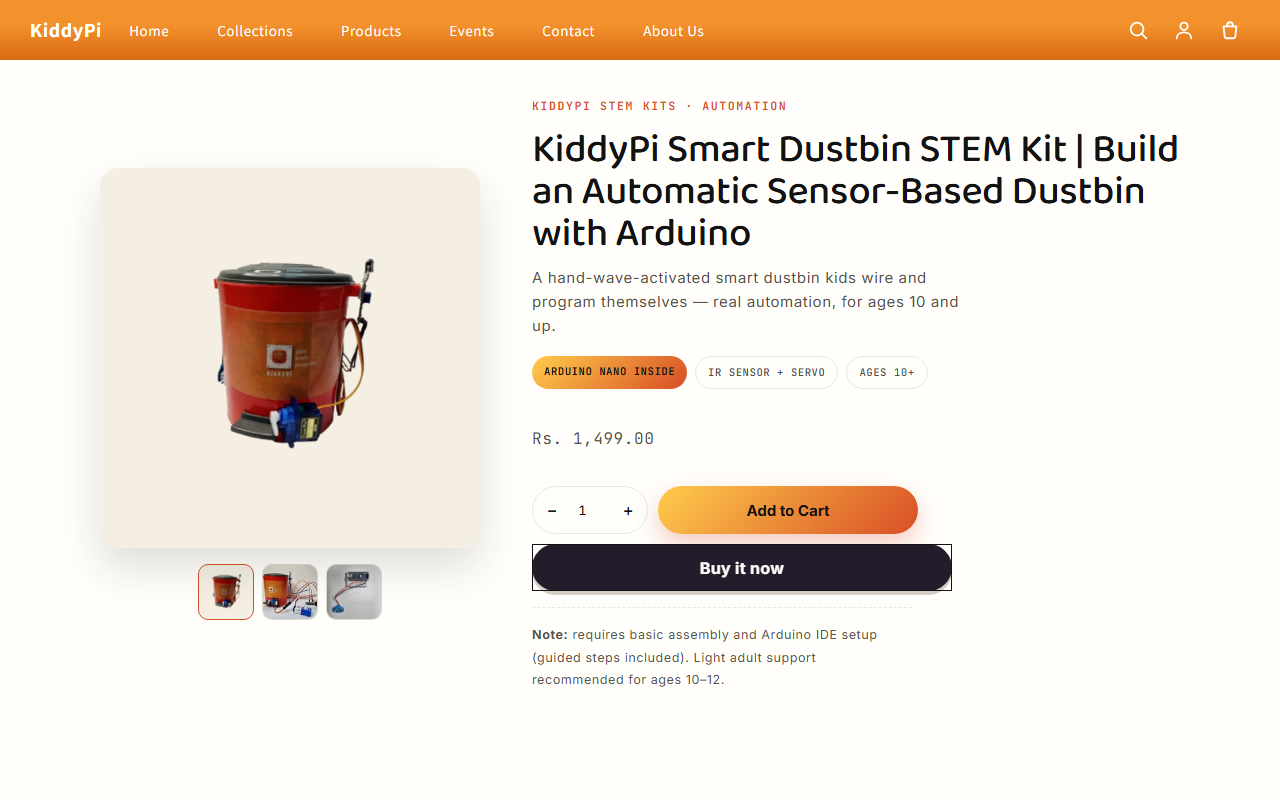 KiddyPi Home Collections Products Events Contact About Us
KIDDYPI STEM KITS · AUTOMATION
KiddyPi Smart Dustbin STEM Kit | Build
an Automatic Sensor-Based Dustbin
with Arduino
A hand-wave-activated smart dustbin kids wire and
program themselves — real automation, for ages 10 and
up.
ARDUINO NANO INSIDE IR SENSOR + SERVO AGES 10+
Rs. 1,499.00
− 1 + Add to Cart
Buy it now
Note: requires basic assembly and Arduino IDE setup
(guided steps included). Light adult support
recommended for ages 10–12.